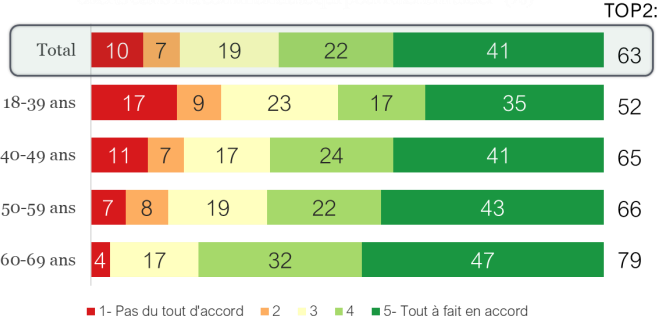 TOP2:
Total 10 7 19 22 41 63
18-39 ans 17 9 23 17 35 52
40-49 ans 11 7 17 24 41 65
50-59 ans 7 8 19 22 43 66
60-69 ans 4 17 32 47 79
1- Pas du tout d'accord 2 3 4 5- Tout à fait en accord